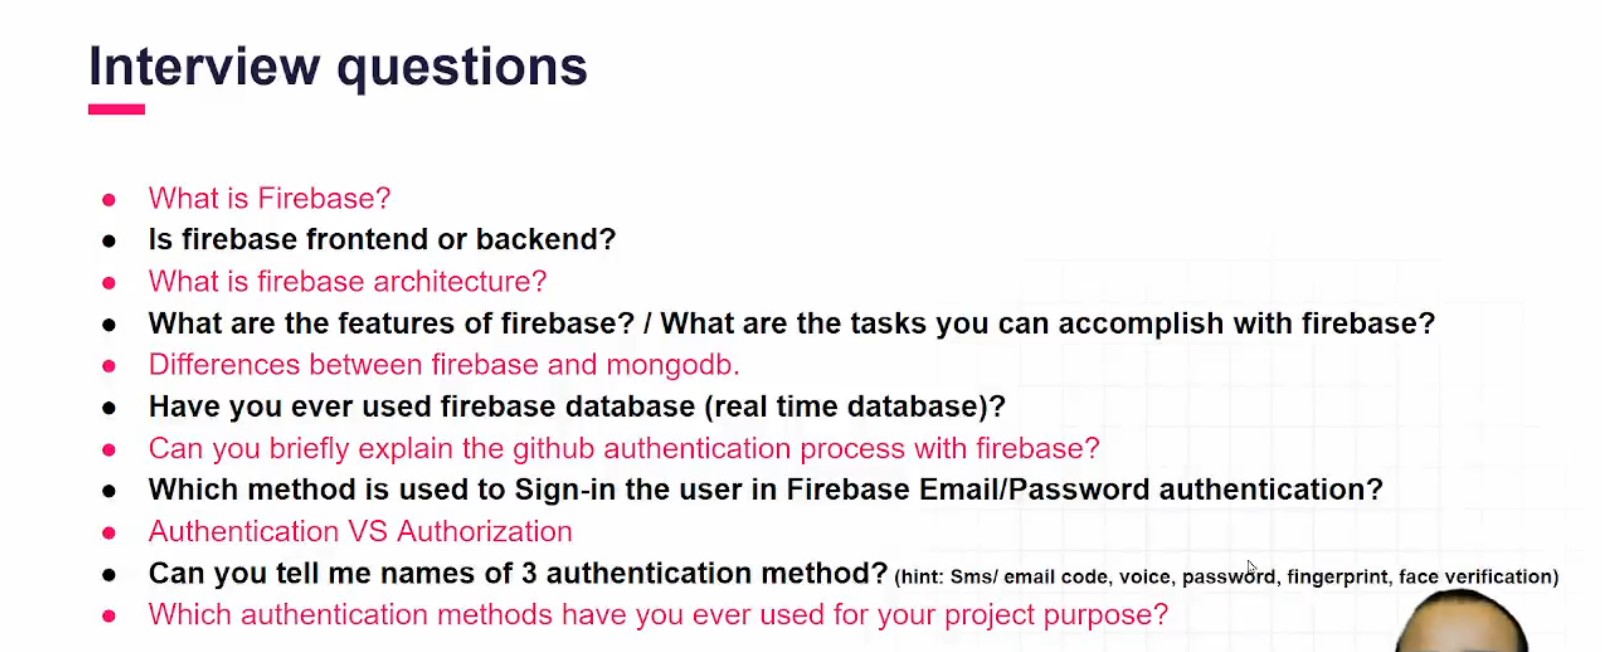 Interview questions
● What is Firebase?
● Is firebase frontend or backend?
● What is firebase architecture?
● What are the features of firebase? / What are the tasks you can accomplish with firebase?
● Differences between firebase and mongodb.
● Have you ever used firebase database (real time database)?
● Can you briefly explain the github authentication process with firebase?
● Which method is used to Sign-in the user in Firebase Email/Password authentication?
● Authentication VS Authorization
● Can you tell me names of 3 authentication method? (hint: Sms/ email code, voice, password, fingerprint, face verification)
● Which authentication methods have you ever used for your project purpose?